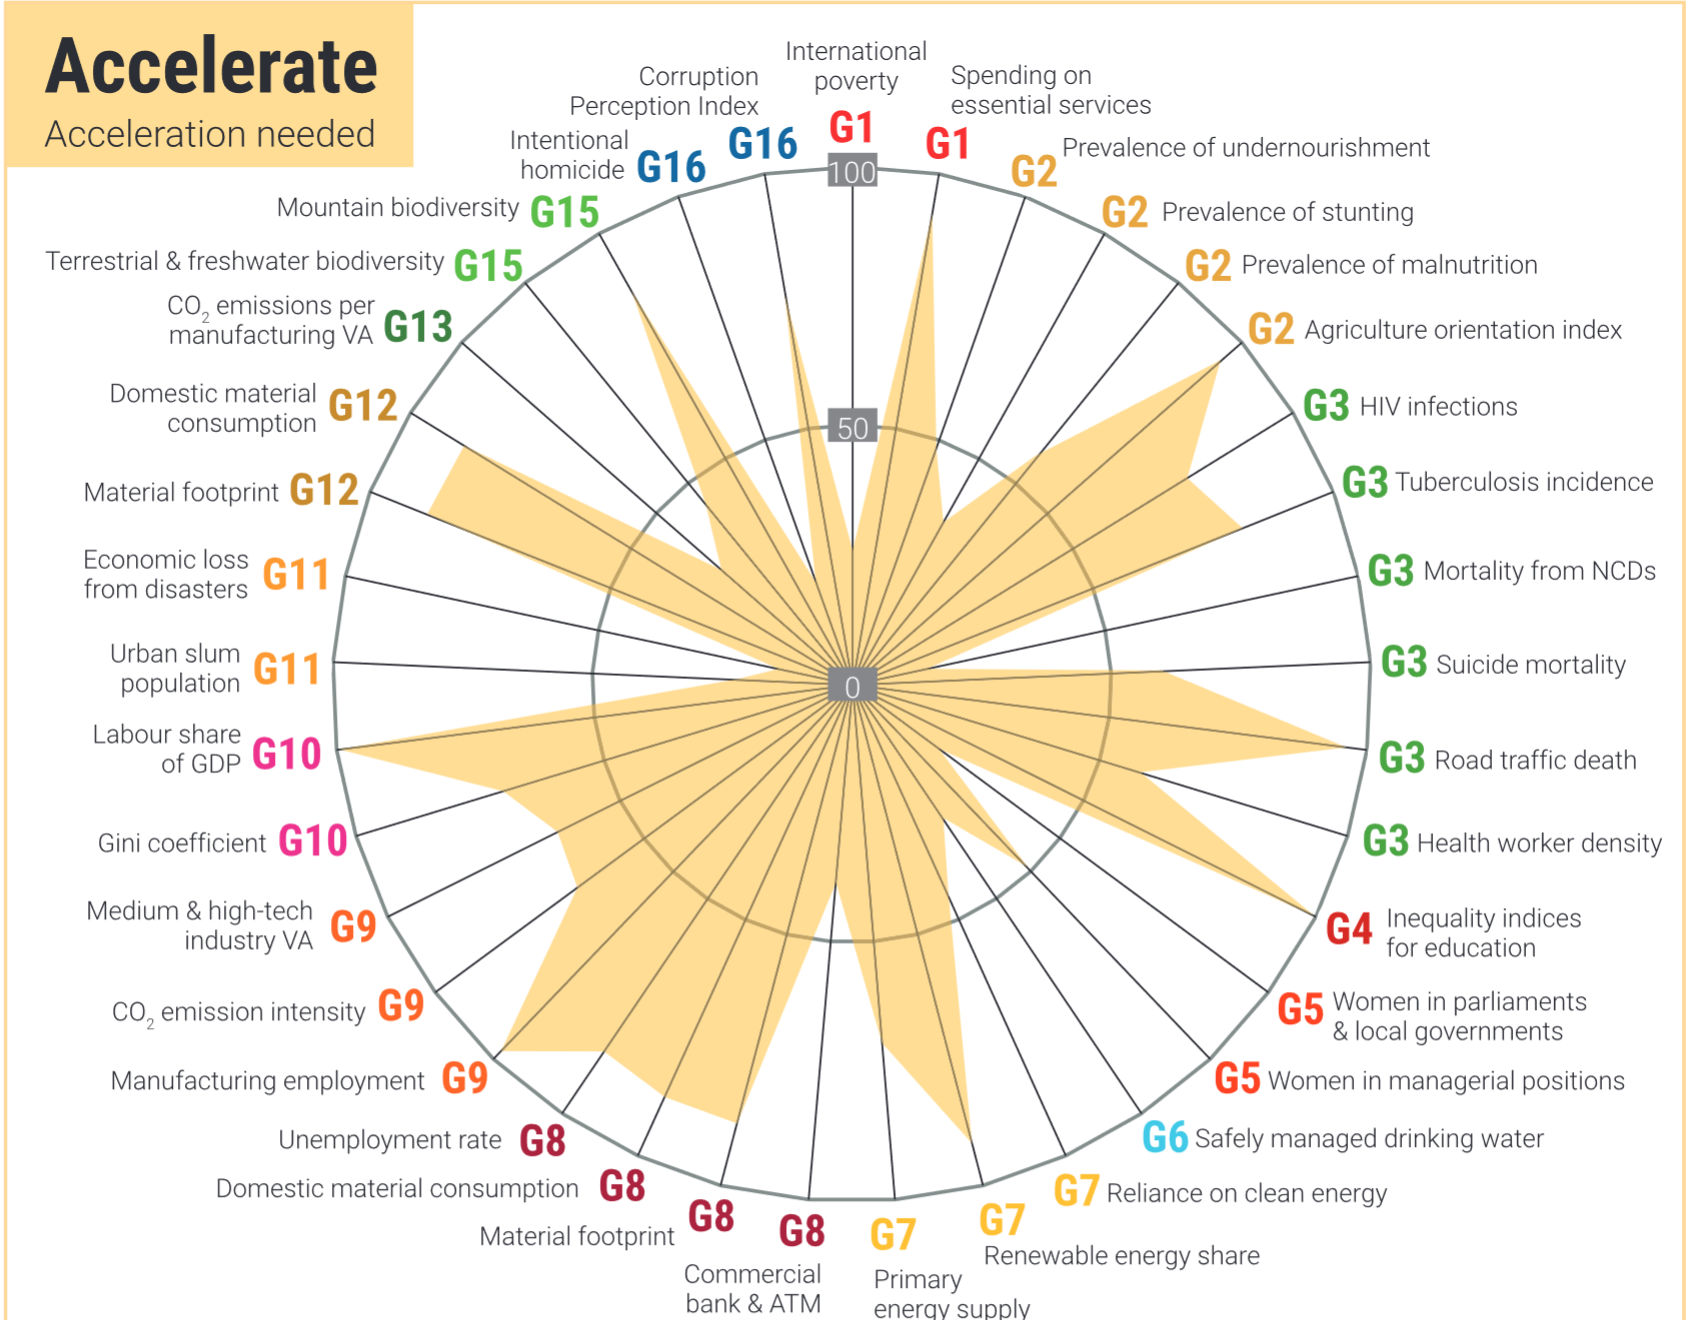 Accelerate
Acceleration needed
International
poverty
G1
Spending on
essential services
G1
Prevalence of undernourishment
G2
G2 Prevalence of stunting
G2 Prevalence of malnutrition
G2 Agriculture orientation index
G3 HIV infections
G3 Tuberculosis incidence
G3 Mortality from NCDs
G3 Suicide mortality
G3 Road traffic death
G3 Health worker density
G4 Inequality indices
for education
G5 Women in parliaments
& local governments
G5 Women in managerial positions
G6 Safely managed drinking water
G7 Reliance on clean energy
G7
Renewable energy share
G7
Primary
energy supply
G8
Commercial
bank & ATM
G8
Material footprint
G8
Domestic material consumption
Unemployment rate G8
Manufacturing employment G9
CO2 emission intensity G9
Medium & high-tech
industry VA G9
Gini coefficient G10
Labour share
of GDP G10
Urban slum
population G11
Economic loss
from disasters G11
Material footprint G12
Domestic material
consumption G12
CO2 emissions per
manufacturing VA G13
Terrestrial & freshwater biodiversity G15
Mountain biodiversity G15
Intentional
homicide G16
Corruption
Perception Index
G16
100
50
0